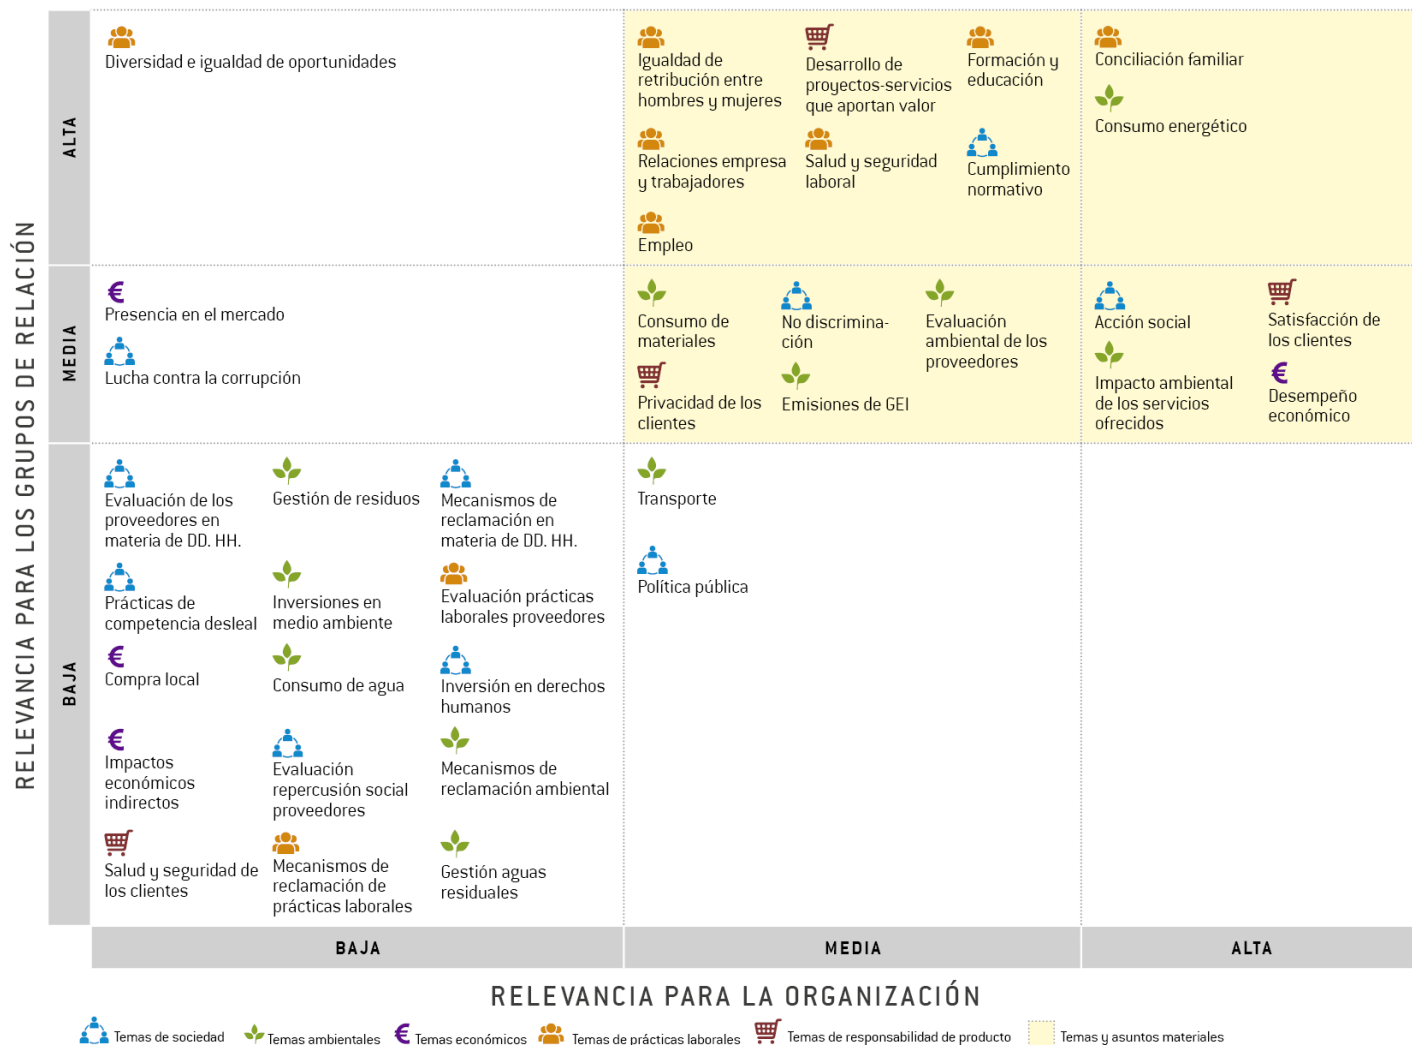 RELEVANCIA PARA LOS GRUPOS DE RELACIÓN
ALTA
Diversidad e igualdad de oportunidades
Igualdad de
retribución entre
hombres y mujeres
Desarrollo de
proyectos-servicios
que aportan valor
Formación y
educación
Relaciones empresa
y trabajadores
Salud y seguridad
laboral
Cumplimiento
normativo
Empleo
Conciliación familiar
Consumo energético
MEDIA
€
Presencia en el mercado
Lucha contra la corrupción
Consumo de
materiales
No discrimina-
ción
Evaluación
ambiental de los
proveedores
Privacidad de los
clientes
Emisiones de GEI
Acción social
Satisfacción de
los clientes
Impacto ambiental
de los servicios
ofrecidos
€
Desempeño
económico
BAJA
Evaluación de los
proveedores en
materia de DD. HH.
Gestión de residuos
Mecanismos de
reclamación en
materia de DD. HH.
Prácticas de
competencia desleal
Inversiones en
medio ambiente
Evaluación prácticas
laborales proveedores
€
Compra local
Consumo de agua
Inversión en derechos
humanos
€
Impactos
económicos
indirectos
Evaluación
repercusión social
proveedores
Mecanismos de
reclamación ambiental
Salud y seguridad de
los clientes
Mecanismos de
reclamación de
prácticas laborales
Gestión aguas
residuales
Transporte
Política pública
BAJA
MEDIA
ALTA
RELEVANCIA PARA LA ORGANIZACIÓN
Temas de sociedad
Temas ambientales
€ Temas económicos
Temas de prácticas laborales
Temas de responsabilidad de producto
Temas y asuntos materiales